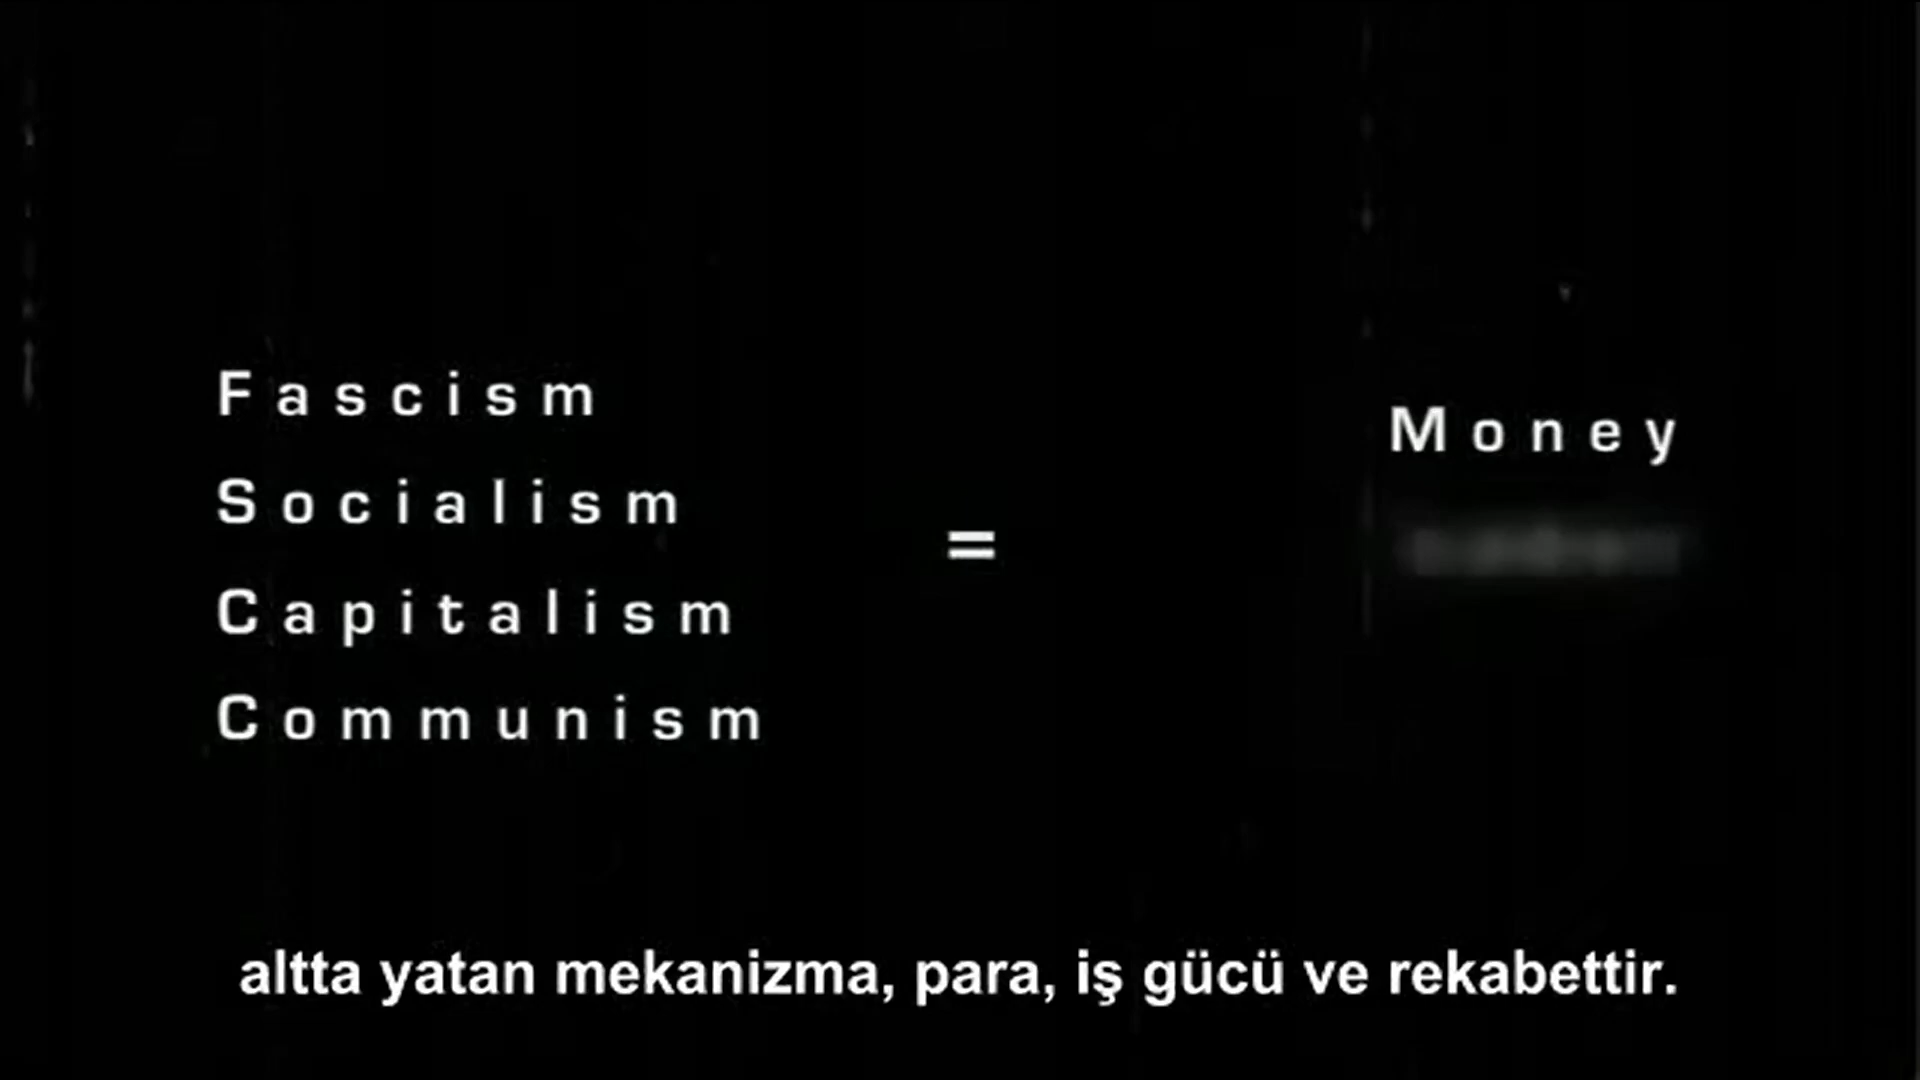 Fascism
Socialism
Capitalism
Communism
=
Money
altta yatan mekanizma, para, iş gücü ve rekabettir.